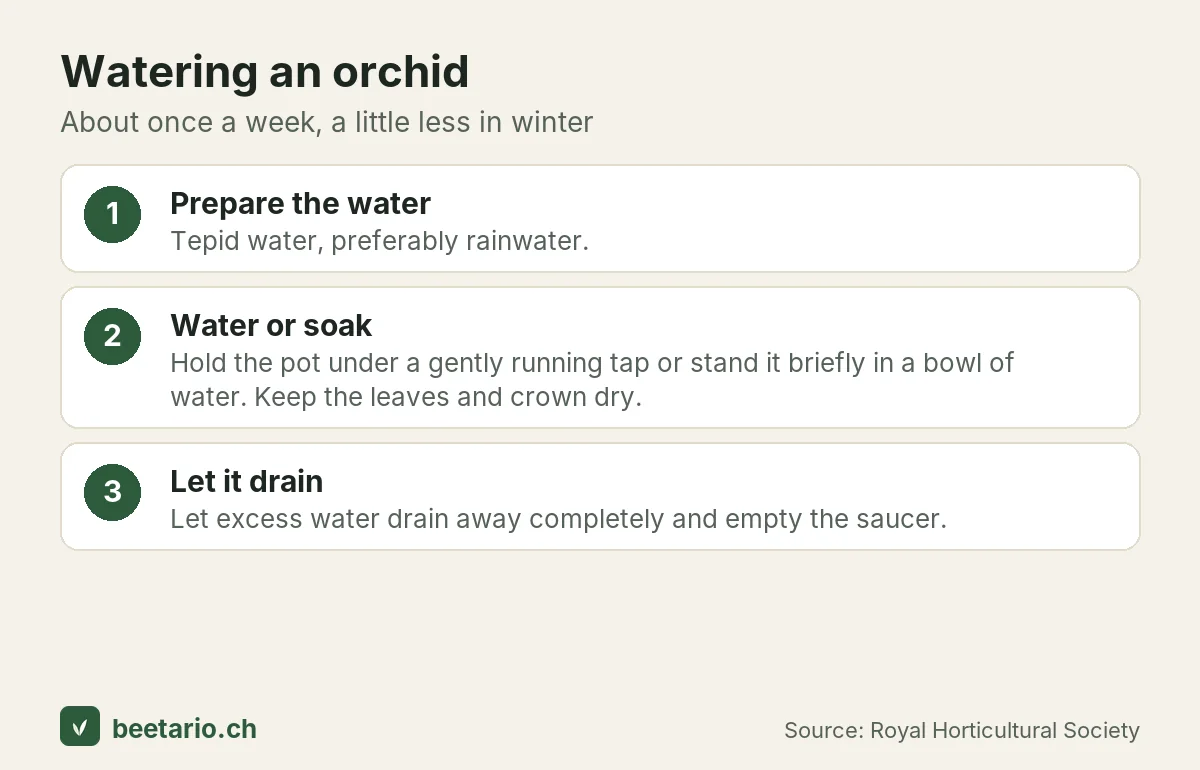 Watering an orchid
About once a week, a little less in winter
1
Prepare the water
Tepid water, preferably rainwater.
2
Water or soak
Hold the pot under a gently running tap or stand it briefly in a bowl of
water. Keep the leaves and crown dry.
3
Let it drain
Let excess water drain away completely and empty the saucer.
beetario.ch
Source: Royal Horticultural Society